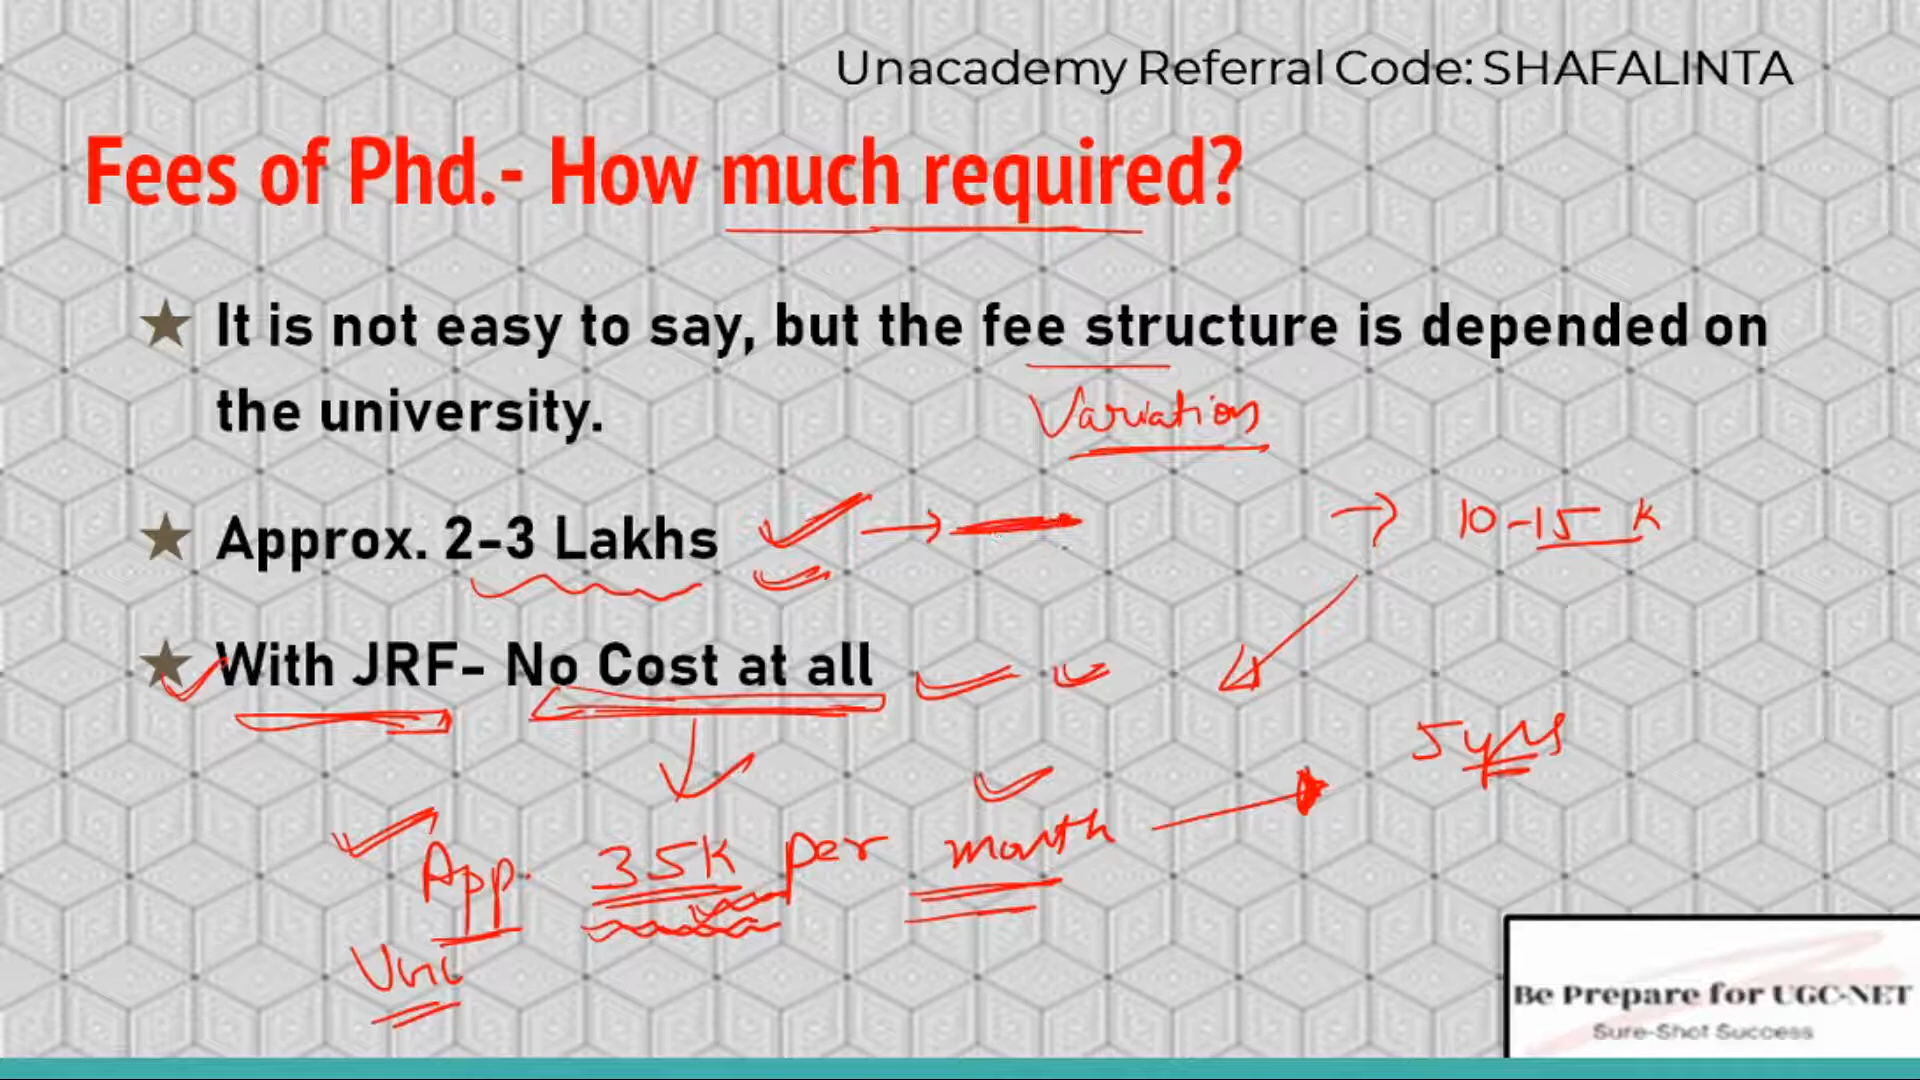 Unacademy Referral Code: SHAFALINTA
Fees of Phd.- How much required?
It is not easy to say, but the fee structure is depended on
the university.
Variation
Approx. 2-3 Lakhs
10-15 K
With JRF- No Cost at all
5 yrs
App. 35K per month
Uni
Be Prepare for UGC-NET
Sure-Shot Success